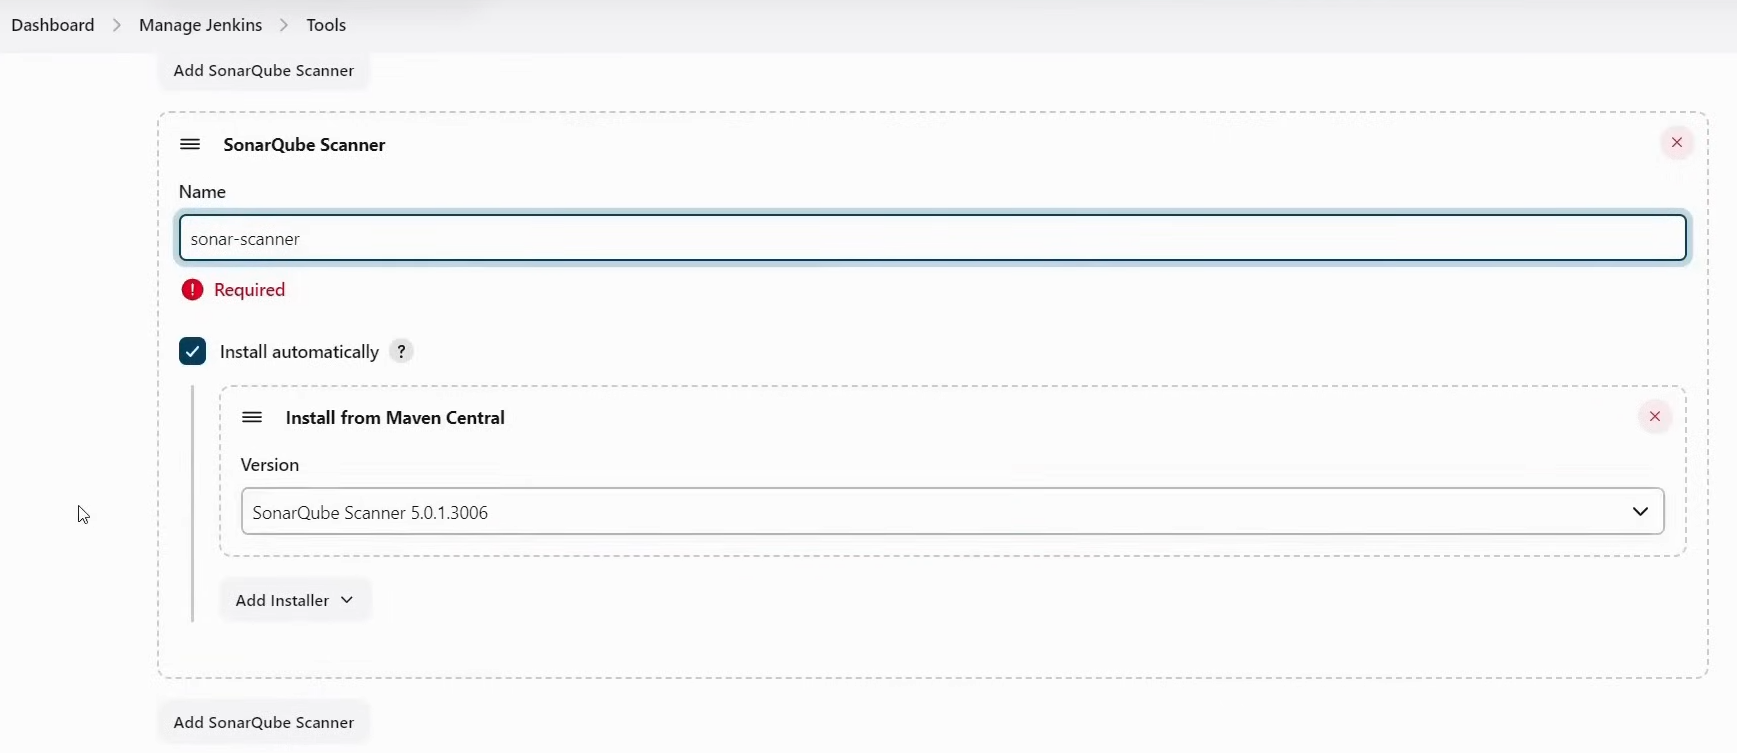 Dashboard > Manage Jenkins > Tools
Add SonarQube Scanner
SonarQube Scanner
Name
sonar-scanner
! Required
Install automatically ?
Install from Maven Central
Version
SonarQube Scanner 5.0.1.3006
Add Installer
Add SonarQube Scanner